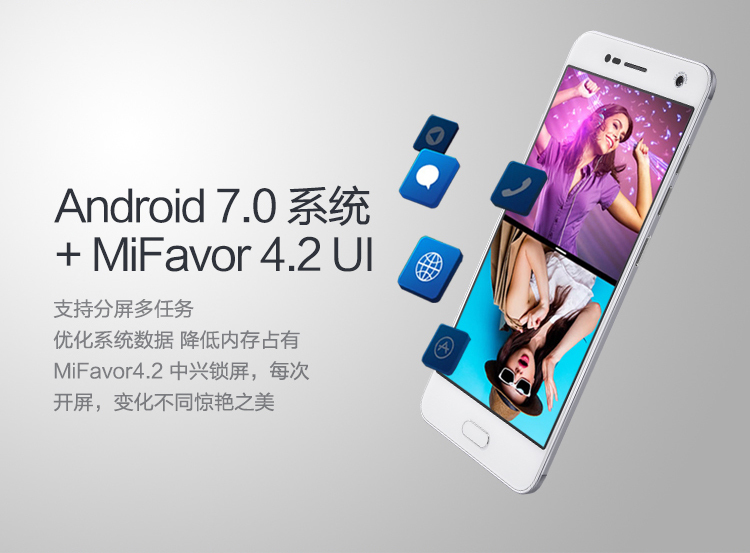 Android 7.0 系统
+ MiFavor 4.2 UI
支持分屏多任务
优化系统数据 降低内存占有
MiFavor4.2 中兴锁屏，每次
开屏，变化不同惊艳之美